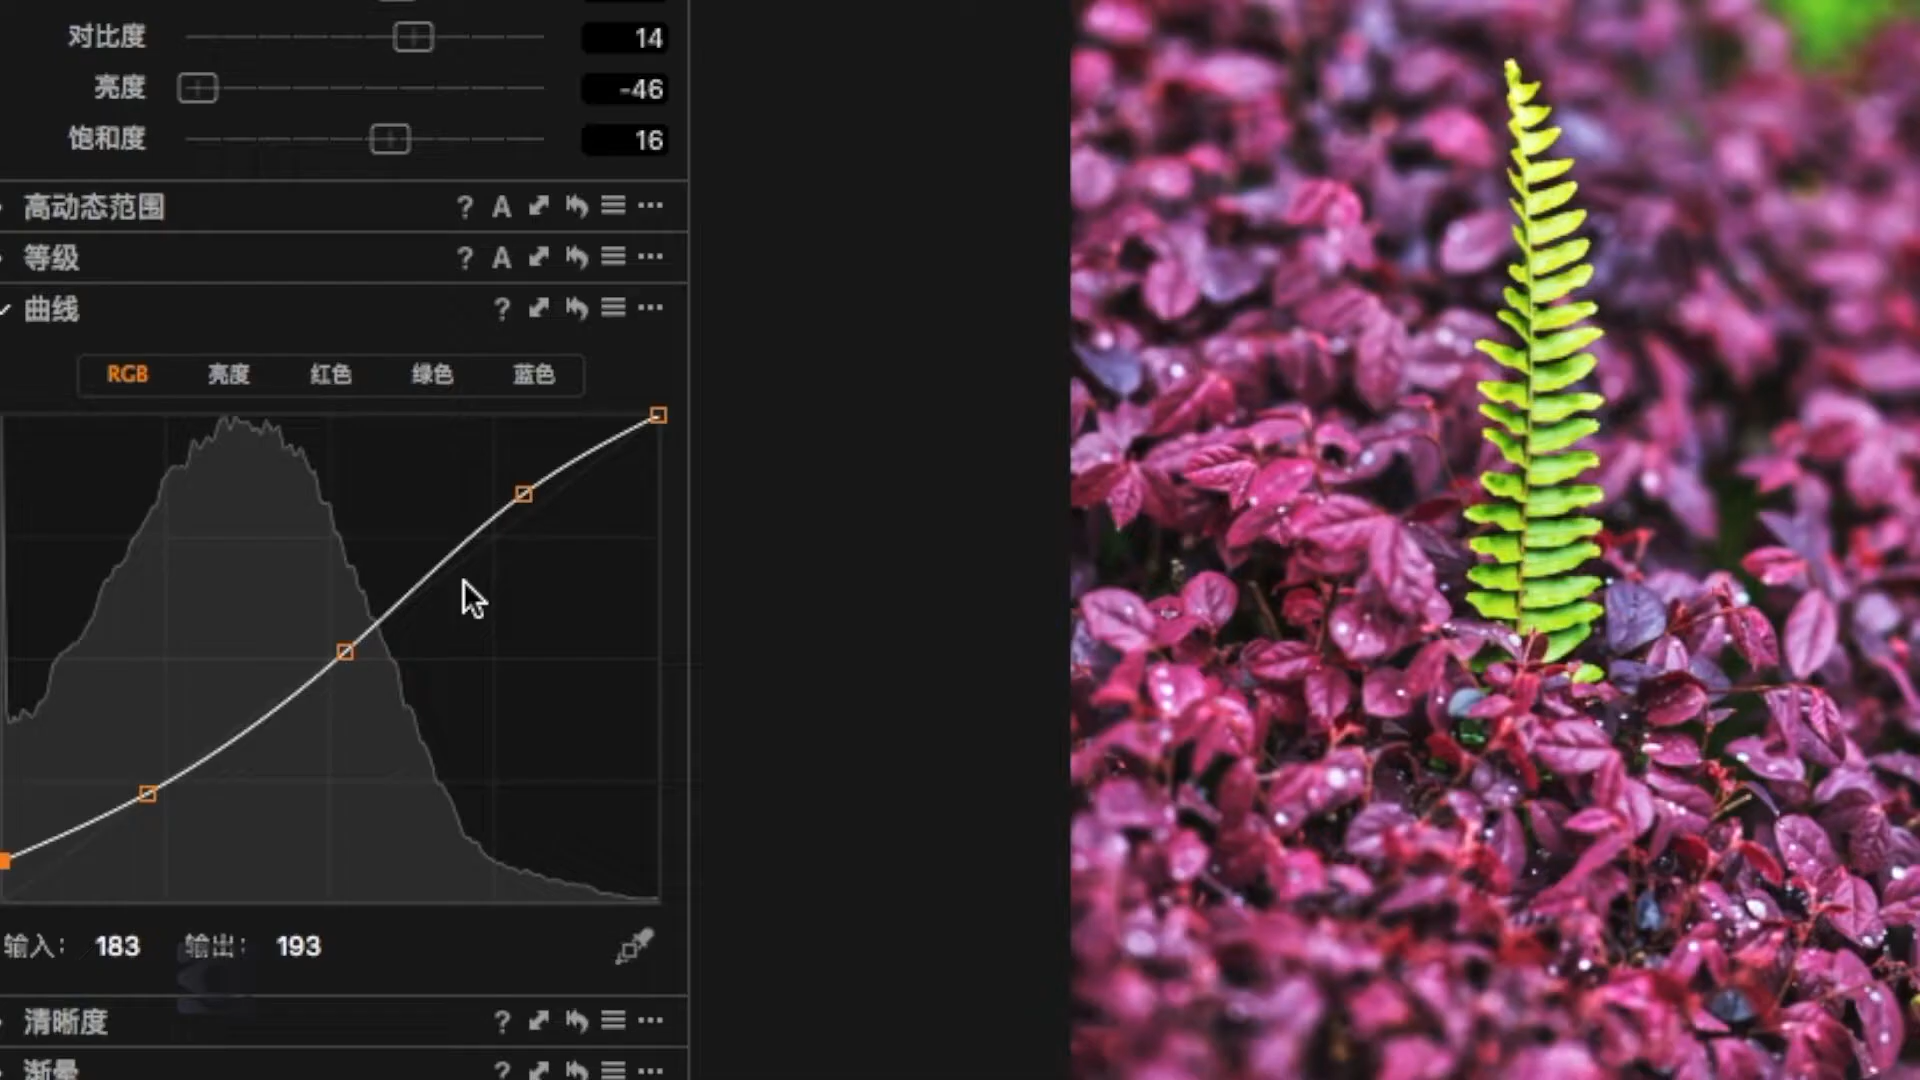 对比度 14
亮度 -46
饱和度 16
高动态范围 ? A
等级 ? A
曲线 ?
RGB 亮度 红色 绿色 蓝色
输入: 183 输出: 193
清晰度 ?
渐晕 ?